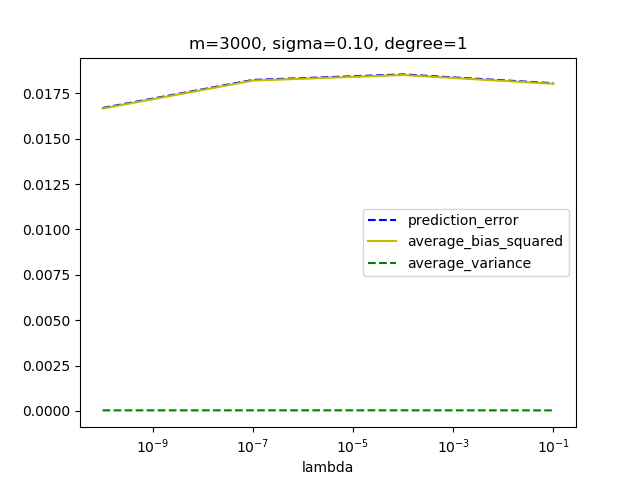 m=3000, sigma=0.10, degree=1
0.0175
0.0150
0.0125
0.0100
0.0075
0.0050
0.0025
0.0000
prediction_error
average_bias_squared
average_variance
10⁻⁹ 10⁻⁷ 10⁻⁵ 10⁻³ 10⁻¹
lambda